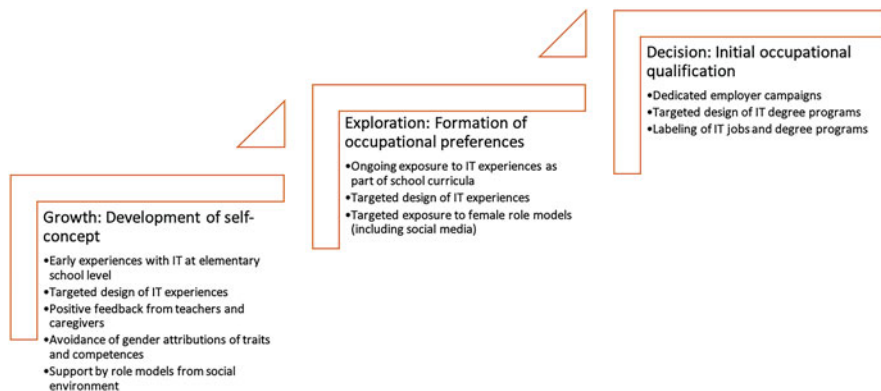 Growth: Development of self-
concept
•Early experiences with IT at elementary
school level
•Targeted design of IT experiences
•Positive feedback from teachers and
caregivers
•Avoidance of gender attributions of traits
and competences
•Support by role models from social
environment
Exploration: Formation of
occupational preferences
•Ongoing exposure to IT experiences as
part of school curricula
•Targeted design of IT experiences
•Targeted exposure to female role models
(including social media)
Decision: Initial occupational
qualification
•Dedicated employer campaigns
•Targeted design of IT degree programs
•Labeling of IT jobs and degree programs